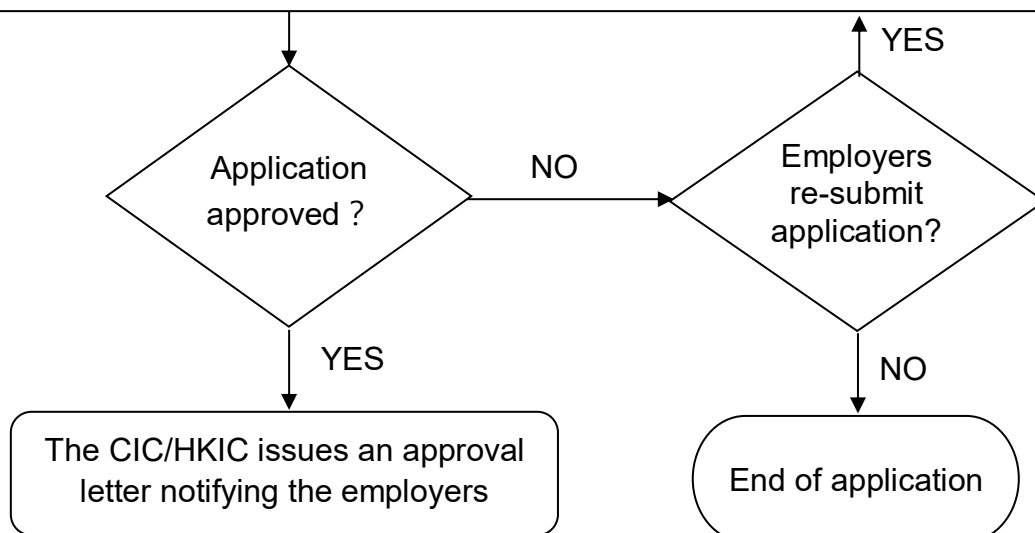 YES
Application
approved ?
NO
Employers
re-submit
application?
YES
NO
The CIC/HKIC issues an approval
letter notifying the employers
End of application